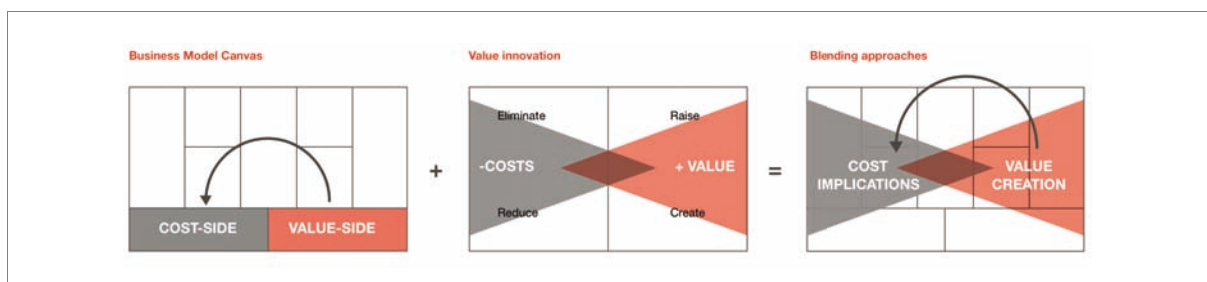 Business Model Canvas
COST-SIDE
VALUE-SIDE
+
Value innovation
Eliminate
Raise
-COSTS
+ VALUE
Reduce
Create
=
Blending approaches
COST
IMPLICATIONS
VALUE
CREATION